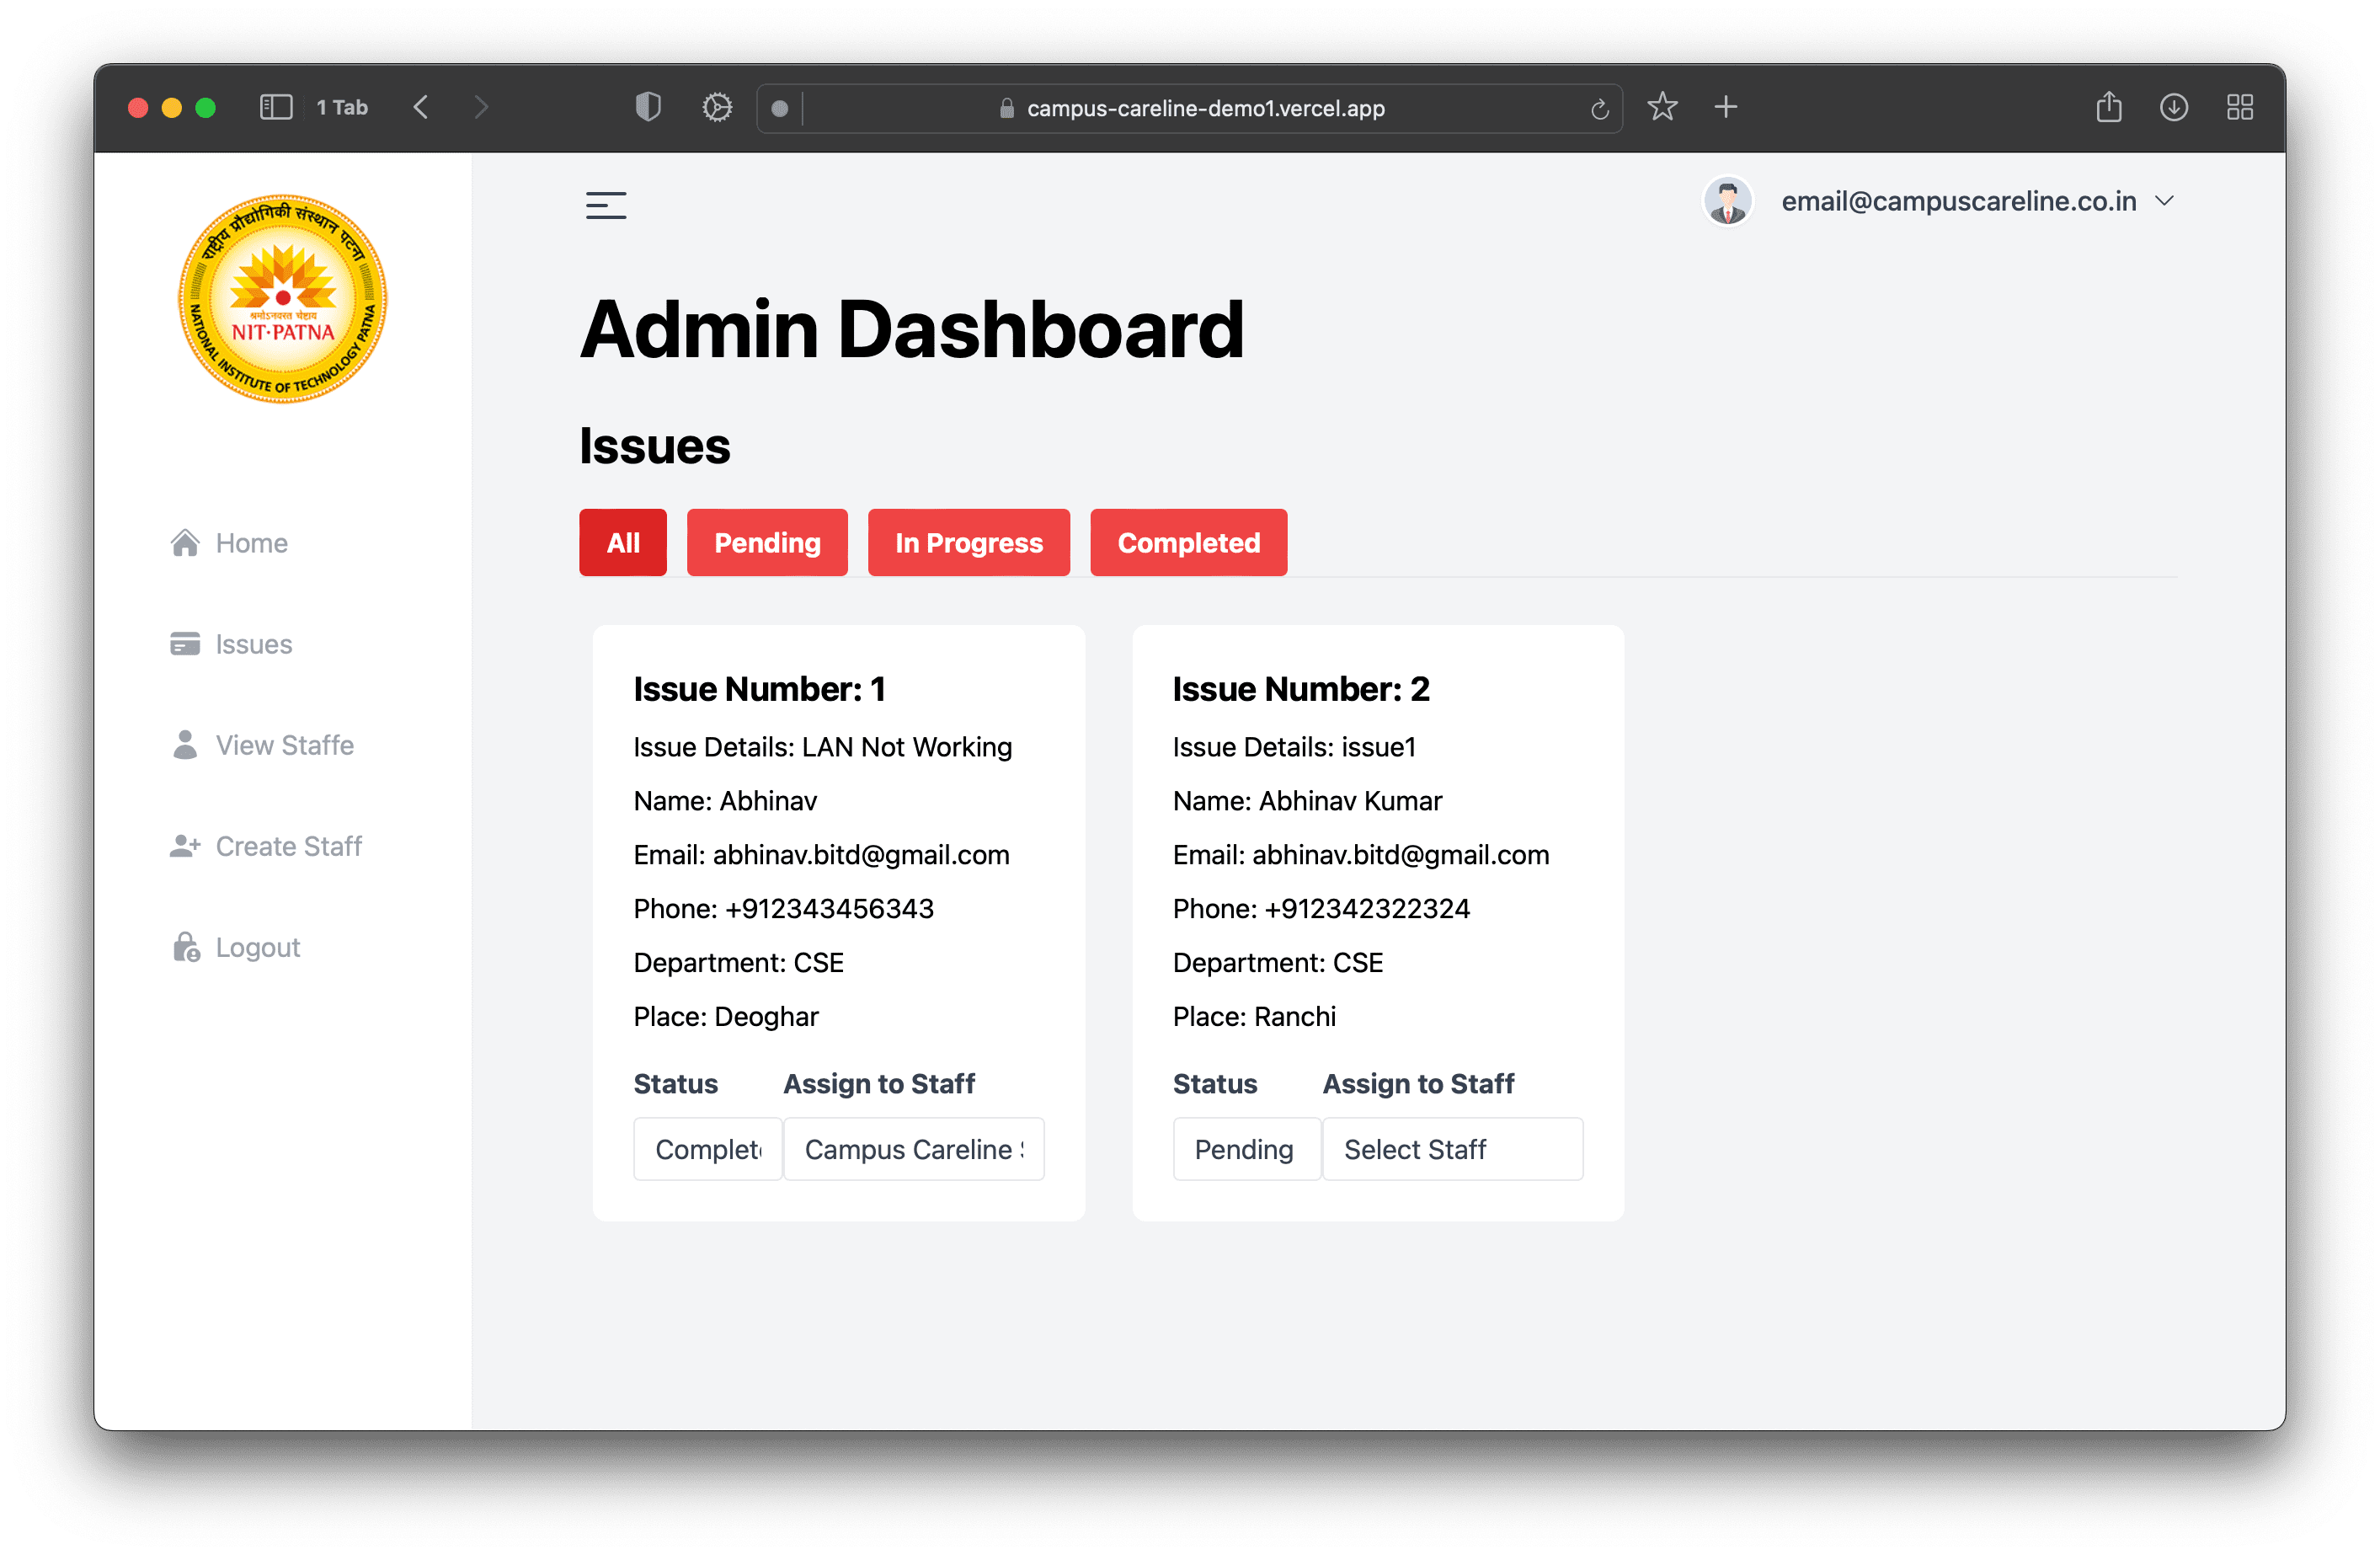 1 Tab
campus-careline-demo1.vercel.app
राष्ट्रीय प्रौद्योगिकी संस्थान पटना
श्रमोऽनवरत चेष्टाय
NIT·PATNA
NATIONAL INSTITUTE OF TECHNOLOGY PATNA
email@campuscareline.co.in
Home
Issues
View Staffe
Create Staff
Logout
Admin Dashboard
Issues
All Pending In Progress Completed
Issue Number: 1
Issue Details: LAN Not Working
Name: Abhinav
Email: abhinav.bitd@gmail.com
Phone: +912343456343
Department: CSE
Place: Deoghar
Status Assign to Staff
Complete Campus Careline S
Issue Number: 2
Issue Details: issue1
Name: Abhinav Kumar
Email: abhinav.bitd@gmail.com
Phone: +912342322324
Department: CSE
Place: Ranchi
Status Assign to Staff
Pending Select Staff